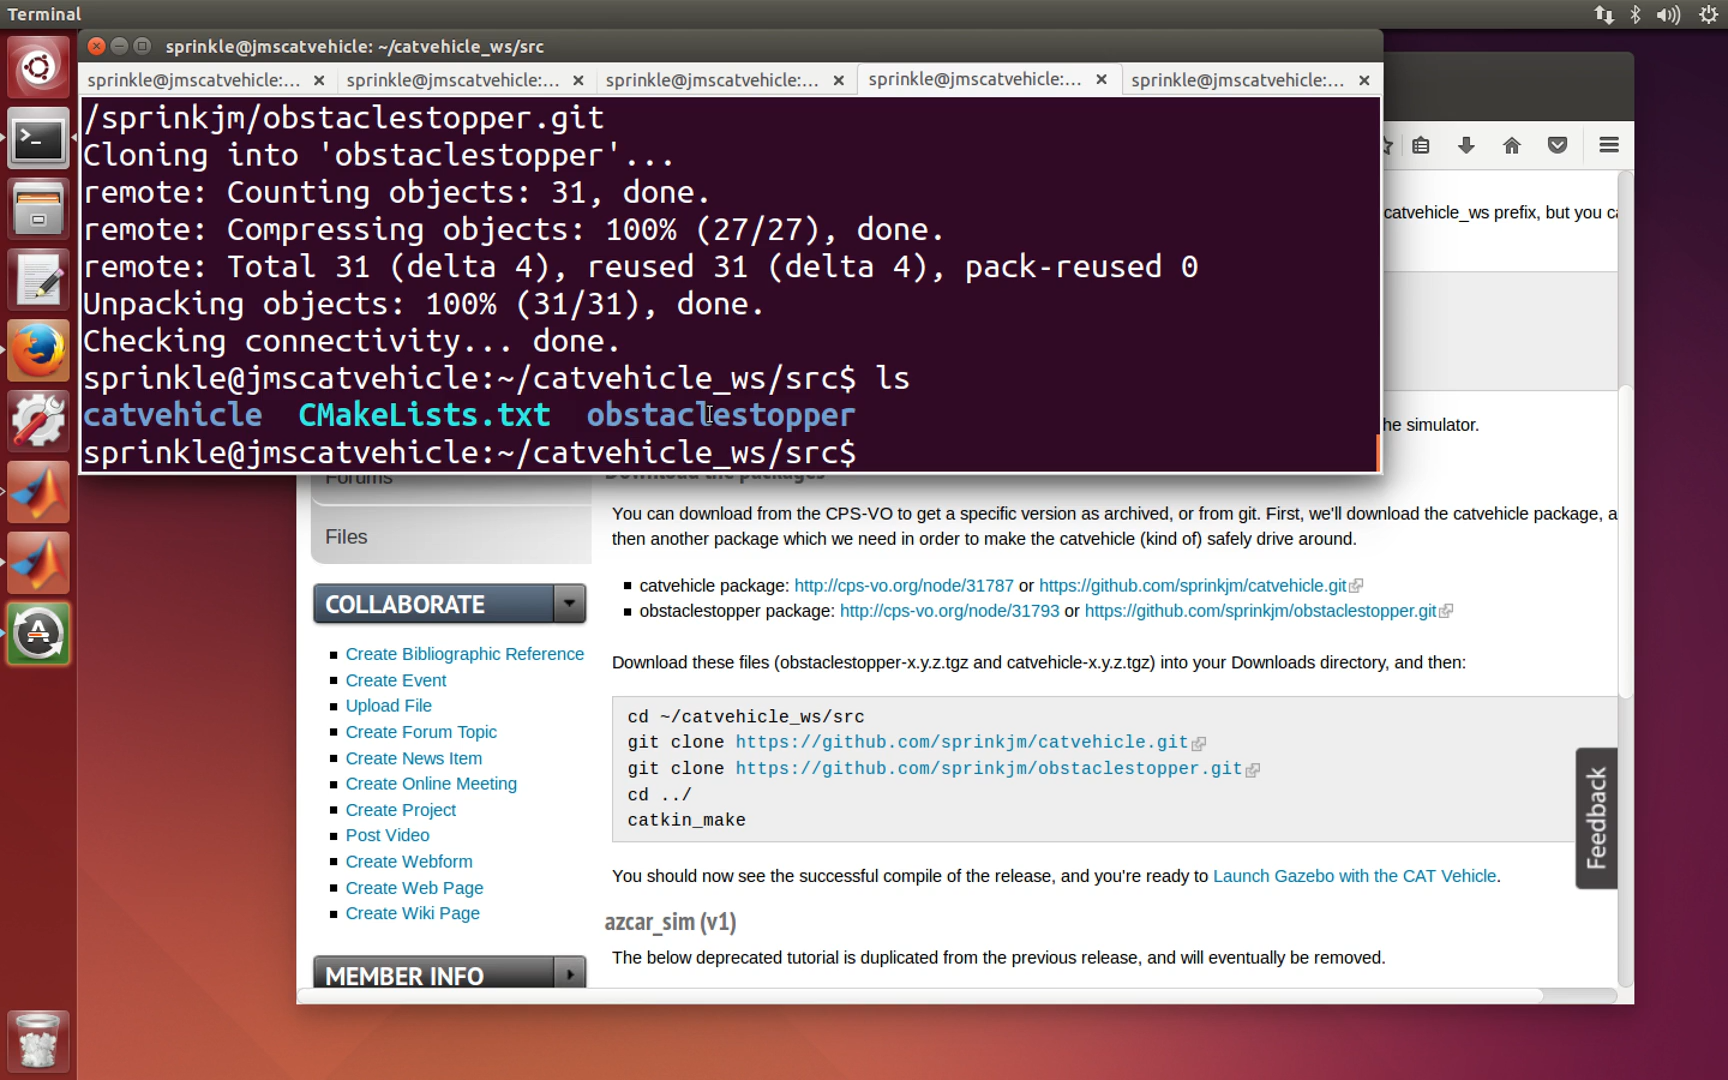 Terminal
sprinkle@jmscatvehicle: ~/catvehicle_ws/src
sprinkle@jmscatvehicle:... sprinkle@jmscatvehicle:... sprinkle@jmscatvehicle:... sprinkle@jmscatvehicle:... sprinkle@jmscatvehicle:...
/sprinkjm/obstaclestopper.git
Cloning into 'obstaclestopper'...
remote: Counting objects: 31, done.
remote: Compressing objects: 100% (27/27), done.
remote: Total 31 (delta 4), reused 31 (delta 4), pack-reused 0
Unpacking objects: 100% (31/31), done.
Checking connectivity... done.
sprinkle@jmscatvehicle:~/catvehicle_ws/src$ ls
catvehicle CMakeLists.txt obstaclestopper
sprinkle@jmscatvehicle:~/catvehicle_ws/src$
catvehicle_ws prefix, but you ca
he simulator.
Forums
Files
COLLABORATE
Create Bibliographic Reference
Create Event
Upload File
Create Forum Topic
Create News Item
Create Online Meeting
Create Project
Post Video
Create Webform
Create Web Page
Create Wiki Page
MEMBER INFO
Download the packages
You can download from the CPS-VO to get a specific version as archived, or from git. First, we'll download the catvehicle package, a
then another package which we need in order to make the catvehicle (kind of) safely drive around.
catvehicle package: http://cps-vo.org/node/31787 or https://github.com/sprinkjm/catvehicle.git
obstaclestopper package: http://cps-vo.org/node/31793 or https://github.com/sprinkjm/obstaclestopper.git
Download these files (obstaclestopper-x.y.z.tgz and catvehicle-x.y.z.tgz) into your Downloads directory, and then:
cd ~/catvehicle_ws/src
git clone https://github.com/sprinkjm/catvehicle.git
git clone https://github.com/sprinkjm/obstaclestopper.git
cd ../
catkin_make
You should now see the successful compile of the release, and you're ready to Launch Gazebo with the CAT Vehicle.
azcar_sim (v1)
The below deprecated tutorial is duplicated from the previous release, and will eventually be removed.
Feedback